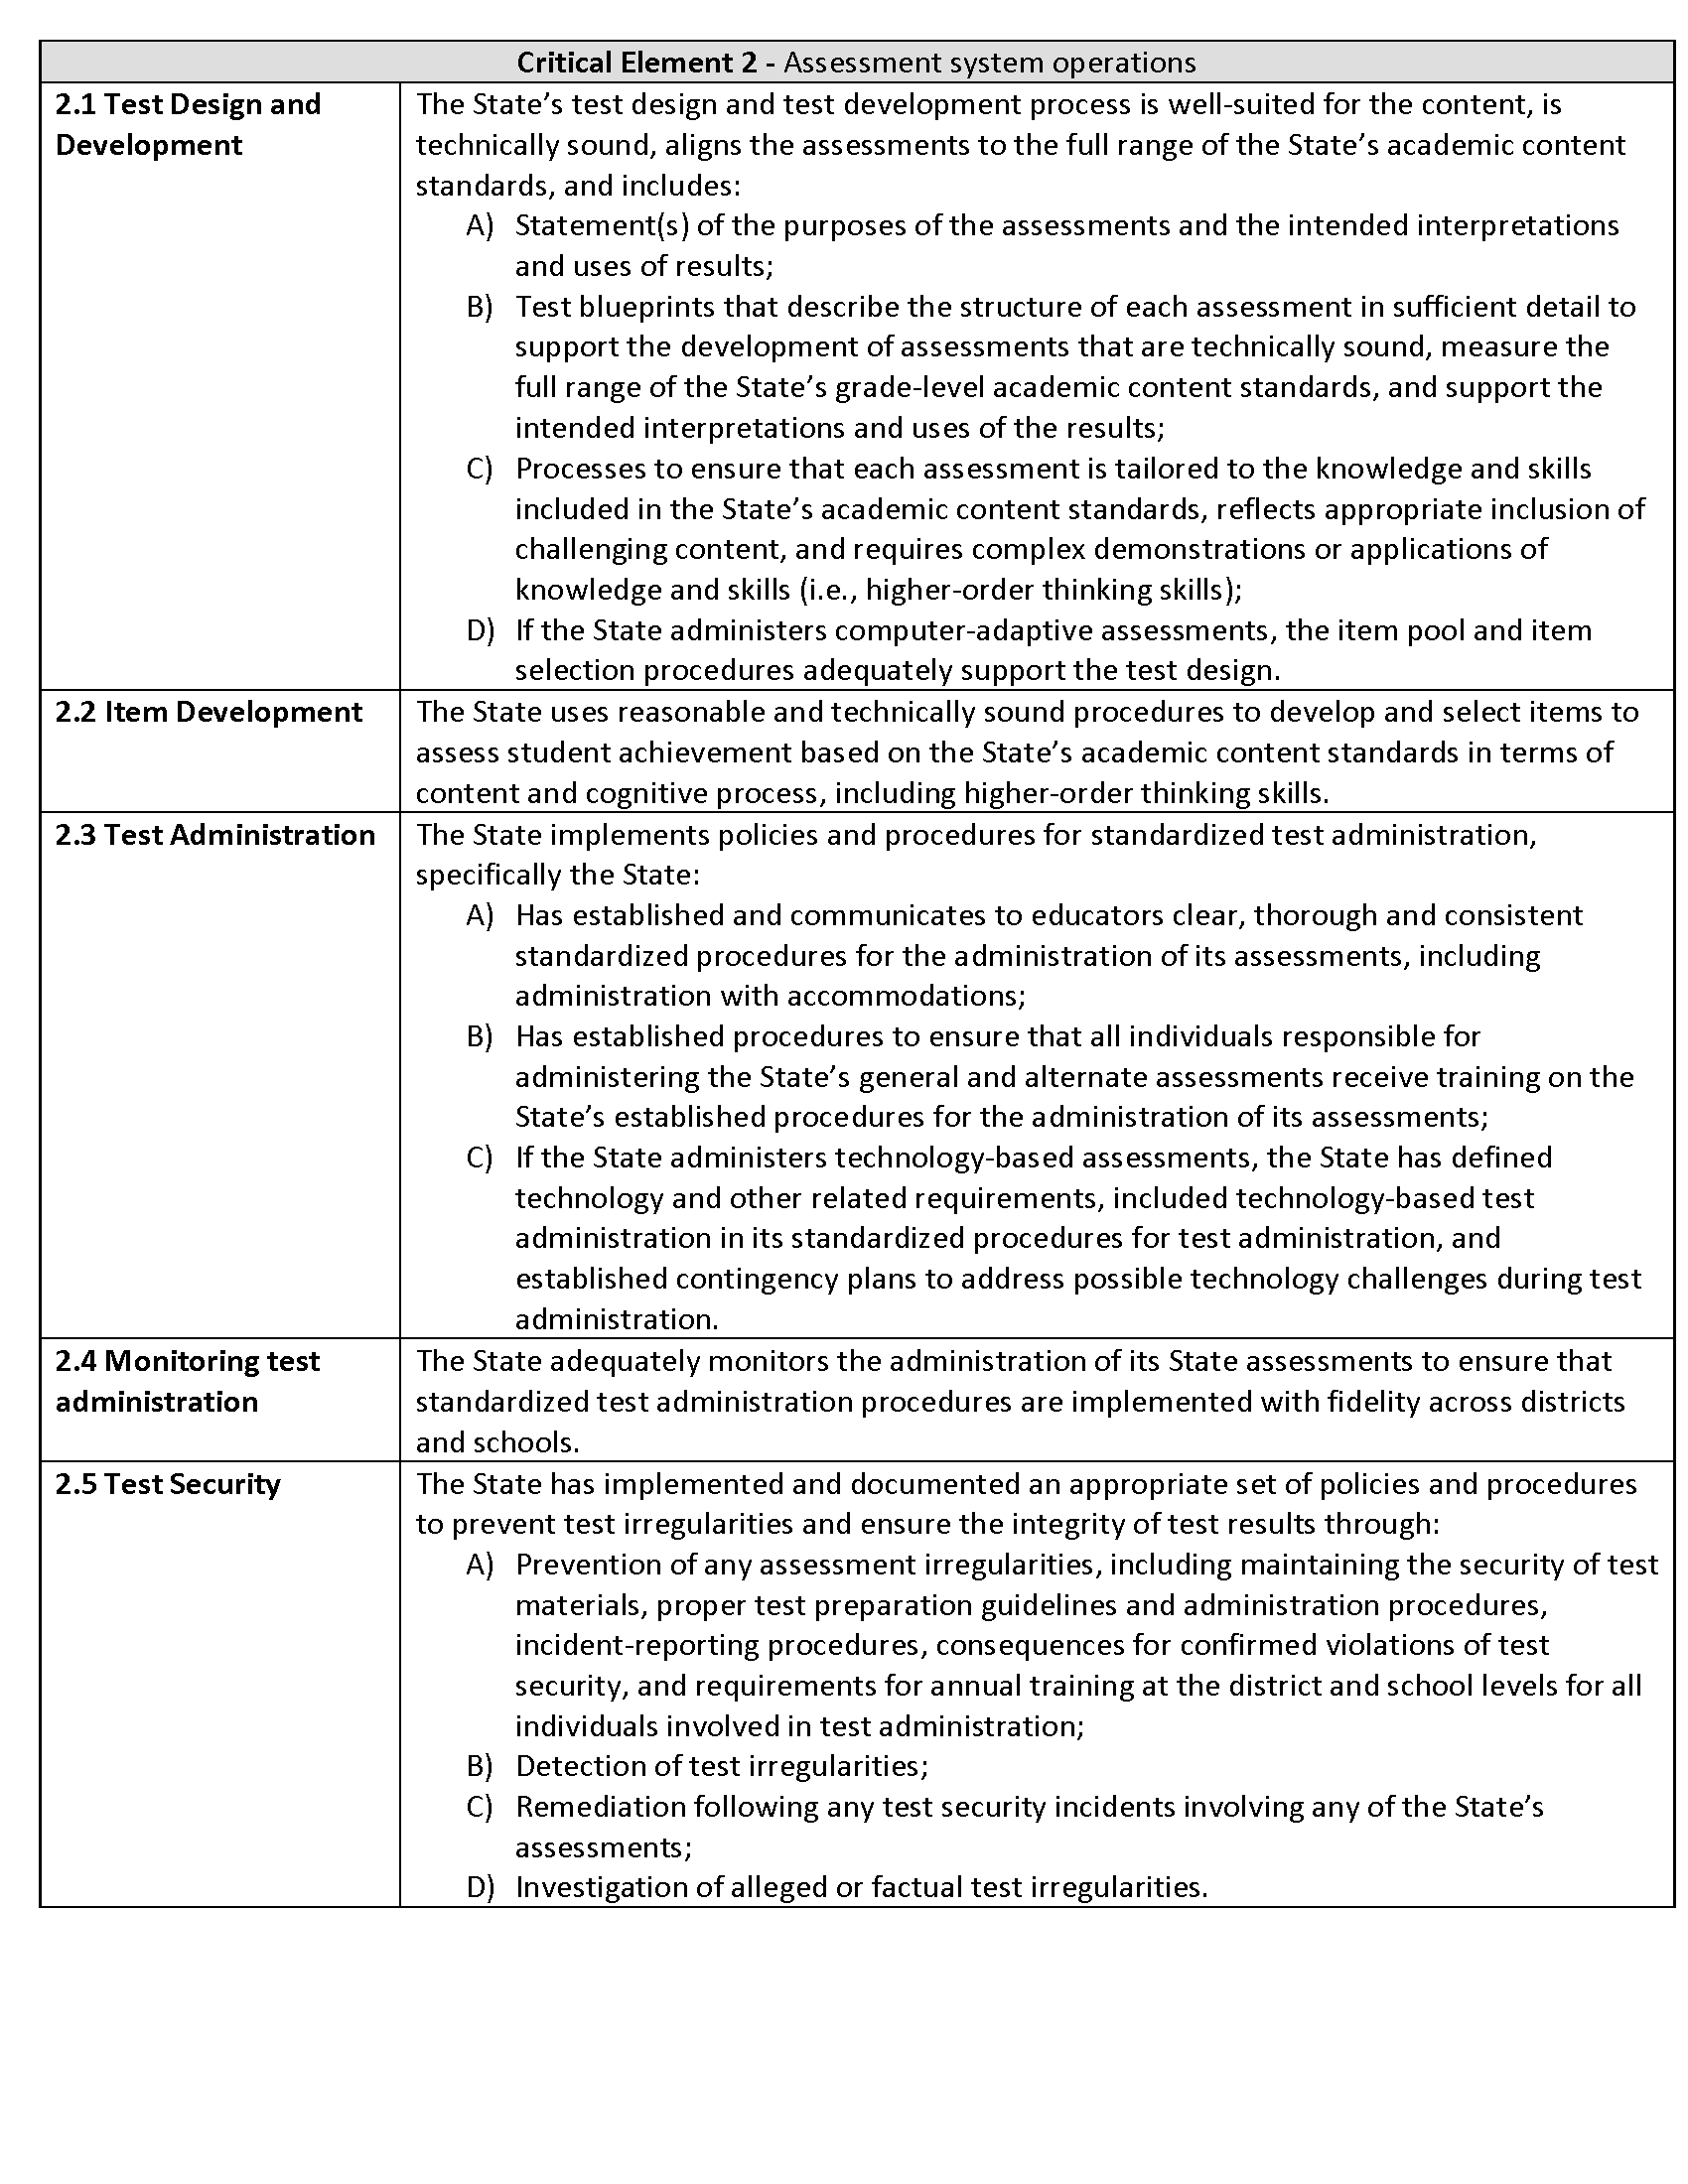 Critical Element 2 - Assessment system operations
2.1 Test Design and
Development
The State’s test design and test development process is well-suited for the content, is
technically sound, aligns the assessments to the full range of the State’s academic content
standards, and includes:
A) Statement(s) of the purposes of the assessments and the intended interpretations
and uses of results;
B) Test blueprints that describe the structure of each assessment in sufficient detail to
support the development of assessments that are technically sound, measure the
full range of the State’s grade-level academic content standards, and support the
intended interpretations and uses of the results;
C) Processes to ensure that each assessment is tailored to the knowledge and skills
included in the State’s academic content standards, reflects appropriate inclusion of
challenging content, and requires complex demonstrations or applications of
knowledge and skills (i.e., higher-order thinking skills);
D) If the State administers computer-adaptive assessments, the item pool and item
selection procedures adequately support the test design.
2.2 Item Development
The State uses reasonable and technically sound procedures to develop and select items to
assess student achievement based on the State’s academic content standards in terms of
content and cognitive process, including higher-order thinking skills.
2.3 Test Administration
The State implements policies and procedures for standardized test administration,
specifically the State:
A) Has established and communicates to educators clear, thorough and consistent
standardized procedures for the administration of its assessments, including
administration with accommodations;
B) Has established procedures to ensure that all individuals responsible for
administering the State’s general and alternate assessments receive training on the
State’s established procedures for the administration of its assessments;
C) If the State administers technology-based assessments, the State has defined
technology and other related requirements, included technology-based test
administration in its standardized procedures for test administration, and
established contingency plans to address possible technology challenges during test
administration.
2.4 Monitoring test
administration
The State adequately monitors the administration of its State assessments to ensure that
standardized test administration procedures are implemented with fidelity across districts
and schools.
2.5 Test Security
The State has implemented and documented an appropriate set of policies and procedures
to prevent test irregularities and ensure the integrity of test results through:
A) Prevention of any assessment irregularities, including maintaining the security of test
materials, proper test preparation guidelines and administration procedures,
incident-reporting procedures, consequences for confirmed violations of test
security, and requirements for annual training at the district and school levels for all
individuals involved in test administration;
B) Detection of test irregularities;
C) Remediation following any test security incidents involving any of the State’s
assessments;
D) Investigation of alleged or factual test irregularities.